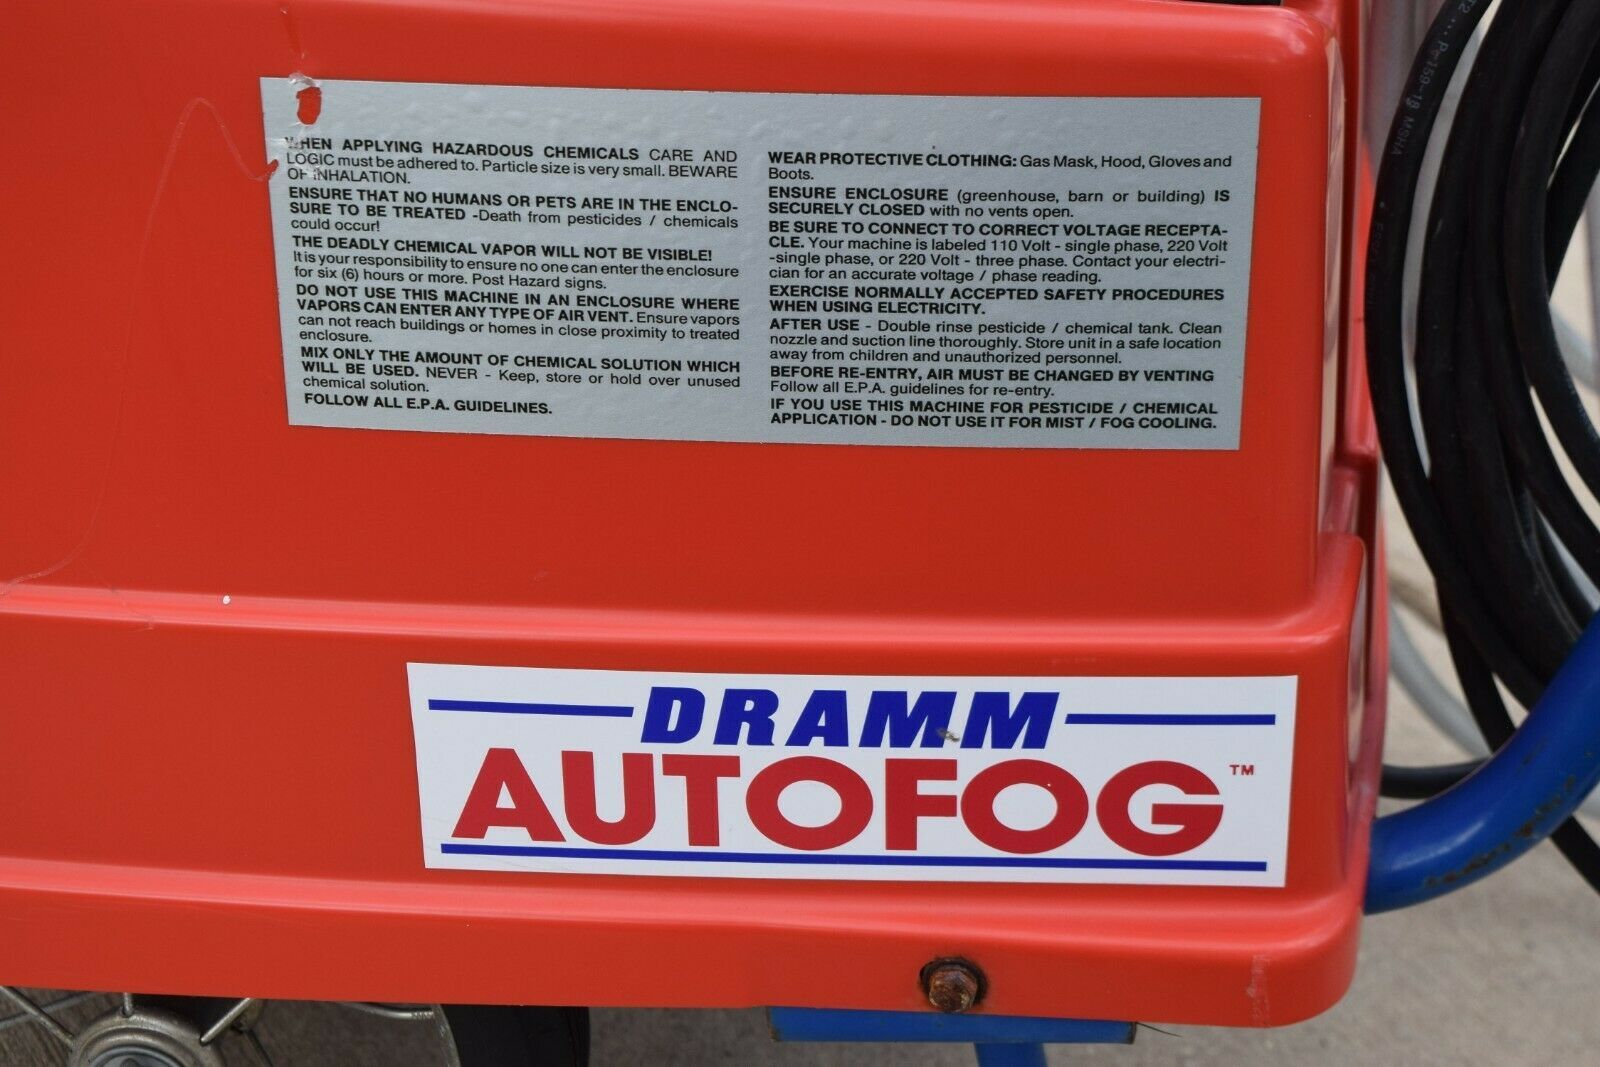 WHEN APPLYING HAZARDOUS CHEMICALS CARE AND
LOGIC must be adhered to. Particle size is very small. BEWARE
OF INHALATION.
ENSURE THAT NO HUMANS OR PETS ARE IN THE ENCLO-
SURE TO BE TREATED -Death from pesticides / chemicals
could occur!
THE DEADLY CHEMICAL VAPOR WILL NOT BE VISIBLE!
It is your responsibility to ensure no one can enter the enclosure
for six (6) hours or more. Post Hazard signs.
DO NOT USE THIS MACHINE IN AN ENCLOSURE WHERE
VAPORS CAN ENTER ANY TYPE OF AIR VENT. Ensure vapors
can not reach buildings or homes in close proximity to treated
enclosure.
MIX ONLY THE AMOUNT OF CHEMICAL SOLUTION WHICH
WILL BE USED. NEVER - Keep, store or hold over unused
chemical solution.
FOLLOW ALL E.P.A. GUIDELINES.
WEAR PROTECTIVE CLOTHING: Gas Mask, Hood, Gloves and
Boots.
ENSURE ENCLOSURE (greenhouse, barn or building) IS
SECURELY CLOSED with no vents open.
BE SURE TO CONNECT TO CORRECT VOLTAGE RECEPTA-
CLE. Your machine is labeled 110 Volt - single phase, 220 Volt
-single phase, or 220 Volt - three phase. Contact your electri-
cian for an accurate voltage / phase reading.
EXERCISE NORMALLY ACCEPTED SAFETY PROCEDURES
WHEN USING ELECTRICITY.
AFTER USE - Double rinse pesticide / chemical tank. Clean
nozzle and suction line thoroughly. Store unit in a safe location
away from children and unauthorized personnel.
BEFORE RE-ENTRY, AIR MUST BE CHANGED BY VENTING
Follow all E.P.A. guidelines for re-entry.
IF YOU USE THIS MACHINE FOR PESTICIDE / CHEMICAL
APPLICATION - DO NOT USE IT FOR MIST / FOG COOLING.
DRAMM
AUTOFOG™
MSHA